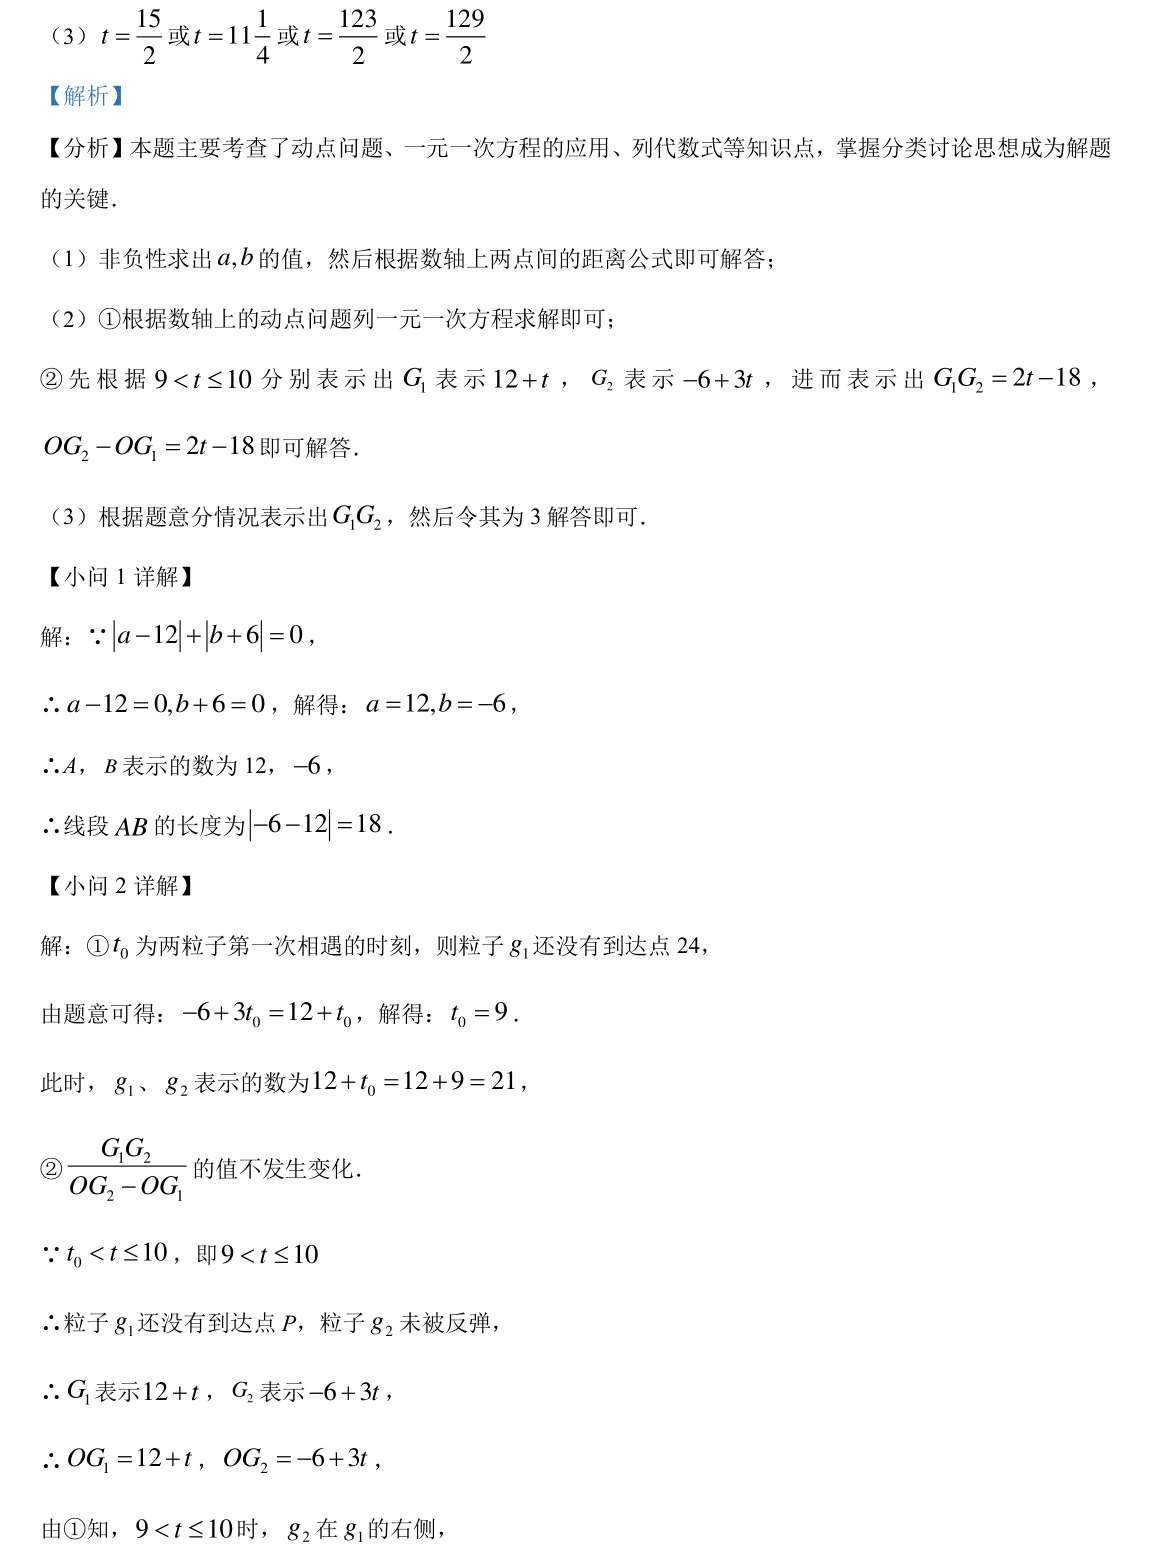 （3）t = 15/2 或 t = 11 1/4 或 t = 123/2 或 t = 129/2
【解析】
【分析】本题主要考查了动点问题、一元一次方程的应用、列代数式等知识点，掌握分类讨论思想成为解题
的关键．
（1）非负性求出 a,b 的值，然后根据数轴上两点间的距离公式即可解答；
（2）①根据数轴上的动点问题列一元一次方程求解即可；
②先根据 9 < t ≤ 10 分别表示出 G₁ 表示 12 + t ， G₂ 表示 −6 + 3t ，进而表示出 G₁G₂ = 2t −18 ，
OG₂ − OG₁ = 2t −18 即可解答．
（3）根据题意分情况表示出 G₁G₂ ，然后令其为 3 解答即可．
【小问 1 详解】
解：∵ |a −12| + |b + 6| = 0 ，
∴ a −12 = 0, b + 6 = 0 ，解得： a = 12, b = −6 ，
∴A， B 表示的数为 12， −6 ，
∴线段 AB 的长度为 |−6 −12| = 18 ．
【小问 2 详解】
解：① t₀ 为两粒子第一次相遇的时刻，则粒子 g₁ 还没有到达点 24，
由题意可得： −6 + 3t₀ = 12 + t₀ ，解得： t₀ = 9 ．
此时， g₁ 、 g₂ 表示的数为 12 + t₀ = 12 + 9 = 21 ，
② G₁G₂/(OG₂ − OG₁) 的值不发生变化．
∵ t₀ < t ≤ 10 ，即 9 < t ≤ 10
∴粒子 g₁ 还没有到达点 P，粒子 g₂ 未被反弹，
∴ G₁ 表示 12 + t ， G₂ 表示 −6 + 3t ，
∴ OG₁ = 12 + t ， OG₂ = −6 + 3t ，
由①知， 9 < t ≤ 10 时， g₂ 在 g₁ 的右侧，